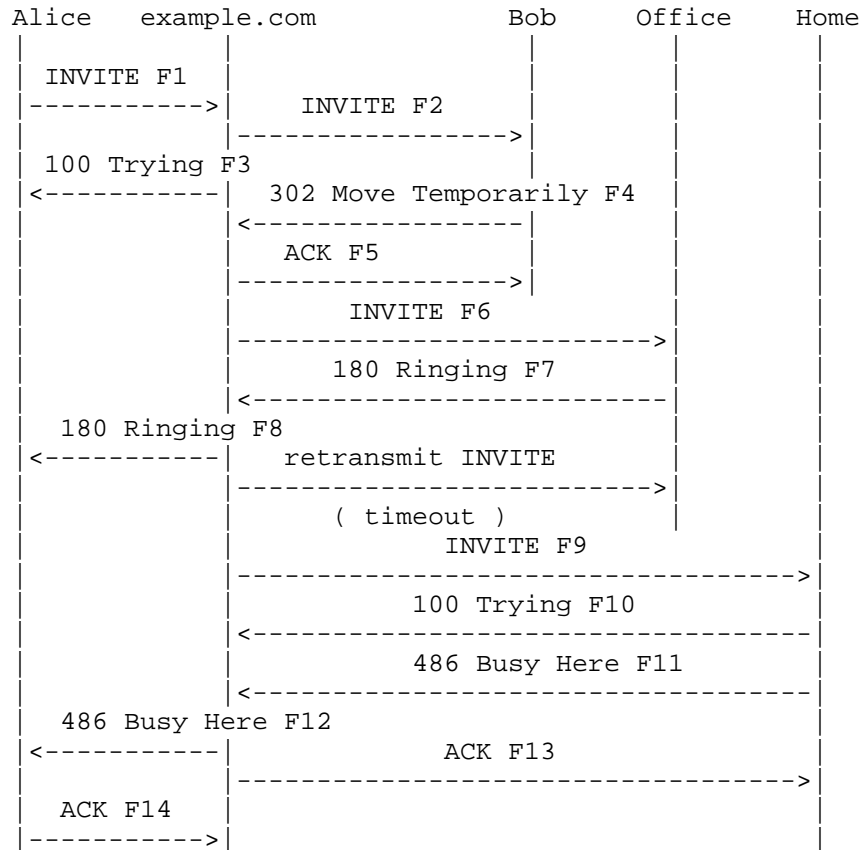 Alice example.com Bob Office Home
INVITE F1
INVITE F2
100 Trying F3
302 Move Temporarily F4
ACK F5
INVITE F6
180 Ringing F7
180 Ringing F8
retransmit INVITE
( timeout )
INVITE F9
100 Trying F10
486 Busy Here F11
486 Busy Here F12
ACK F13
ACK F14